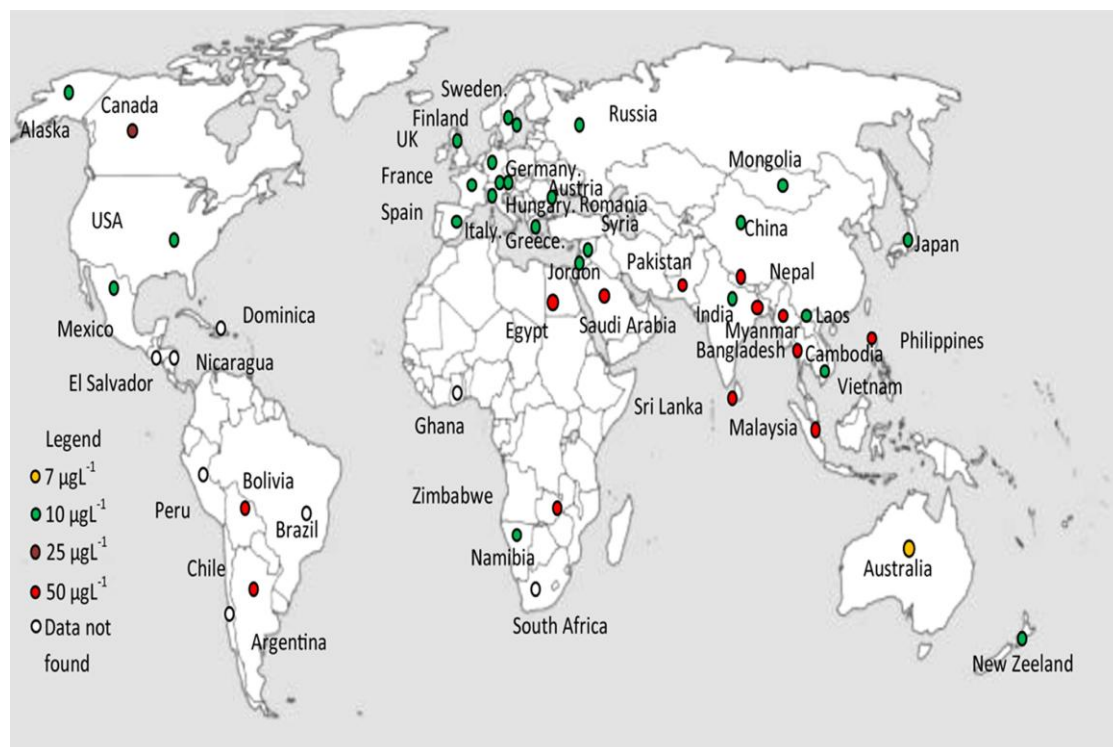 Sweden.
Canada
Finland
Russia
Alaska
UK
Mongolia
France
Germany.
Austria
Spain
Hungary. Romania
USA
Italy.
Syria
China
Greece.
Japan
Jordon
Pakistan
Nepal
Dominica
India
Laos
Mexico
Egypt
Saudi Arabia
Myanmar
Philippines
Bangladesh
Cambodia
Nicaragua
El Salvador
Vietnam
Ghana
Sri Lanka
Malaysia
Legend
7 µgL⁻¹
10 µgL⁻¹
25 µgL⁻¹
50 µgL⁻¹
Data not
found
Bolivia
Peru
Brazil
Chile
Argentina
Zimbabwe
Namibia
South Africa
Australia
New Zeeland